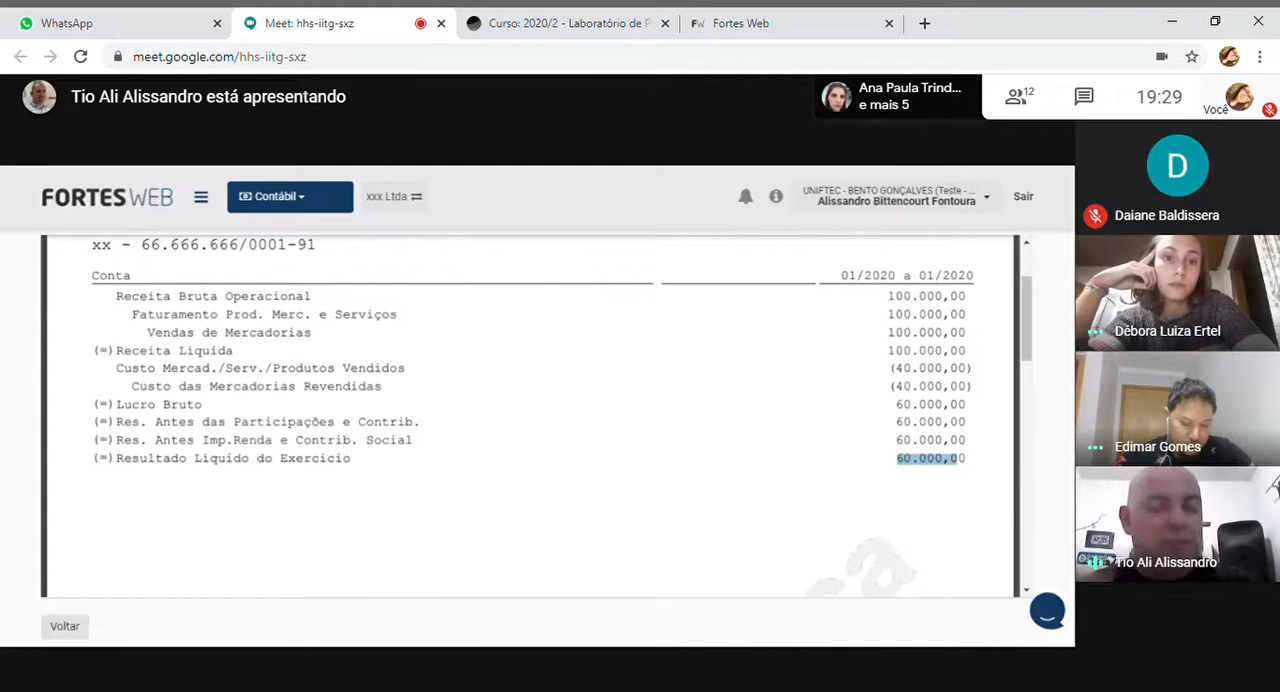 WhatsApp
Meet: hhs-iitg-sxz
Curso: 2020/2 - Laboratório de P
FW Fortes Web
meet.google.com/hhs-iitg-sxz
Tio Ali Alissandro está apresentando
Ana Paula Trind...
e mais 5
12
19:29
Você
FORTES WEB
Contábil
xxx Ltda
UNIFTEC - BENTO GONÇALVES (Teste - ...
Alissandro Bittencourt Fontoura
Sair
D
Daiane Baldissera
xx - 66.666.666/0001-91
Conta 01/2020 a 01/2020
Receita Bruta Operacional 100.000,00
Faturamento Prod. Merc. e Serviços 100.000,00
Vendas de Mercadorias 100.000,00
(=) Receita Liquida 100.000,00
Custo Mercad./Serv./Produtos Vendidos (40.000,00)
Custo das Mercadorias Revendidas (40.000,00)
(=) Lucro Bruto 60.000,00
(=) Res. Antes das Participações e Contrib. 60.000,00
(=) Res. Antes Imp.Renda e Contrib. Social 60.000,00
(=) Resultado Liquido do Exercicio 60.000,00
Débora Luiza Ertel
Edimar Gomes
Tio Ali Alissandro
Voltar